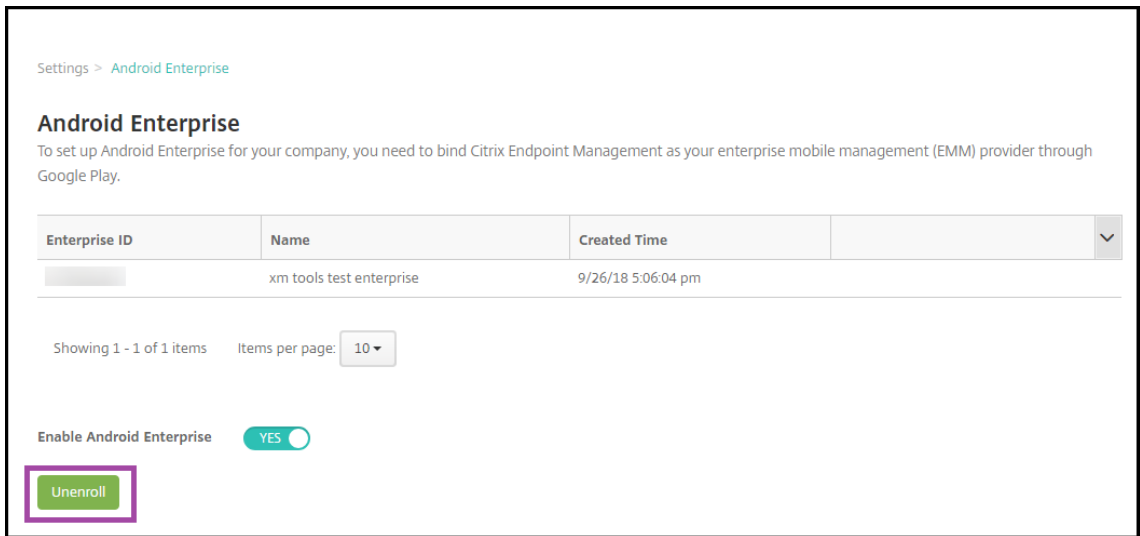 Settings > Android Enterprise
Android Enterprise
To set up Android Enterprise for your company, you need to bind Citrix Endpoint Management as your enterprise mobile management (EMM) provider through
Google Play.
Enterprise ID Name Created Time
xm tools test enterprise 9/26/18 5:06:04 pm
Showing 1 - 1 of 1 items Items per page: 10
Enable Android Enterprise YES
Unenroll